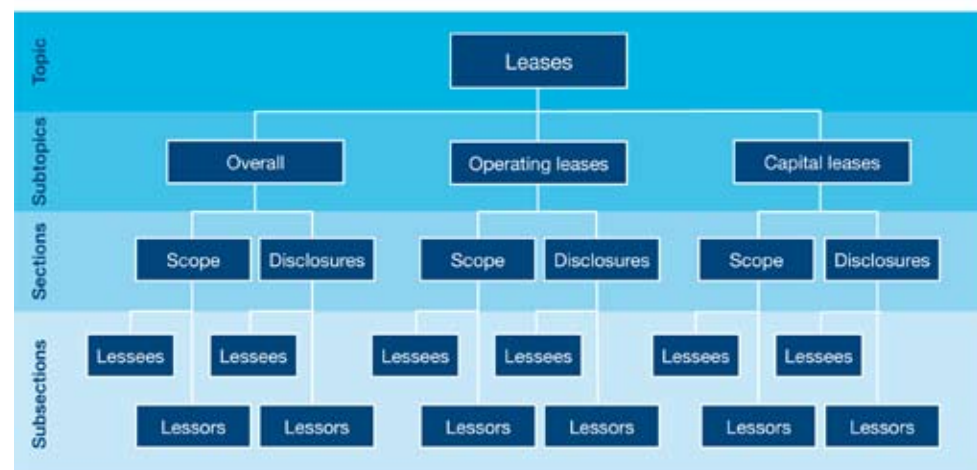 Topic
Leases
Subtopics
Overall
Operating leases
Capital leases
Sections
Scope
Disclosures
Scope
Disclosures
Scope
Disclosures
Subsections
Lessees
Lessees
Lessees
Lessees
Lessees
Lessees
Lessors
Lessors
Lessors
Lessors
Lessors
Lessors